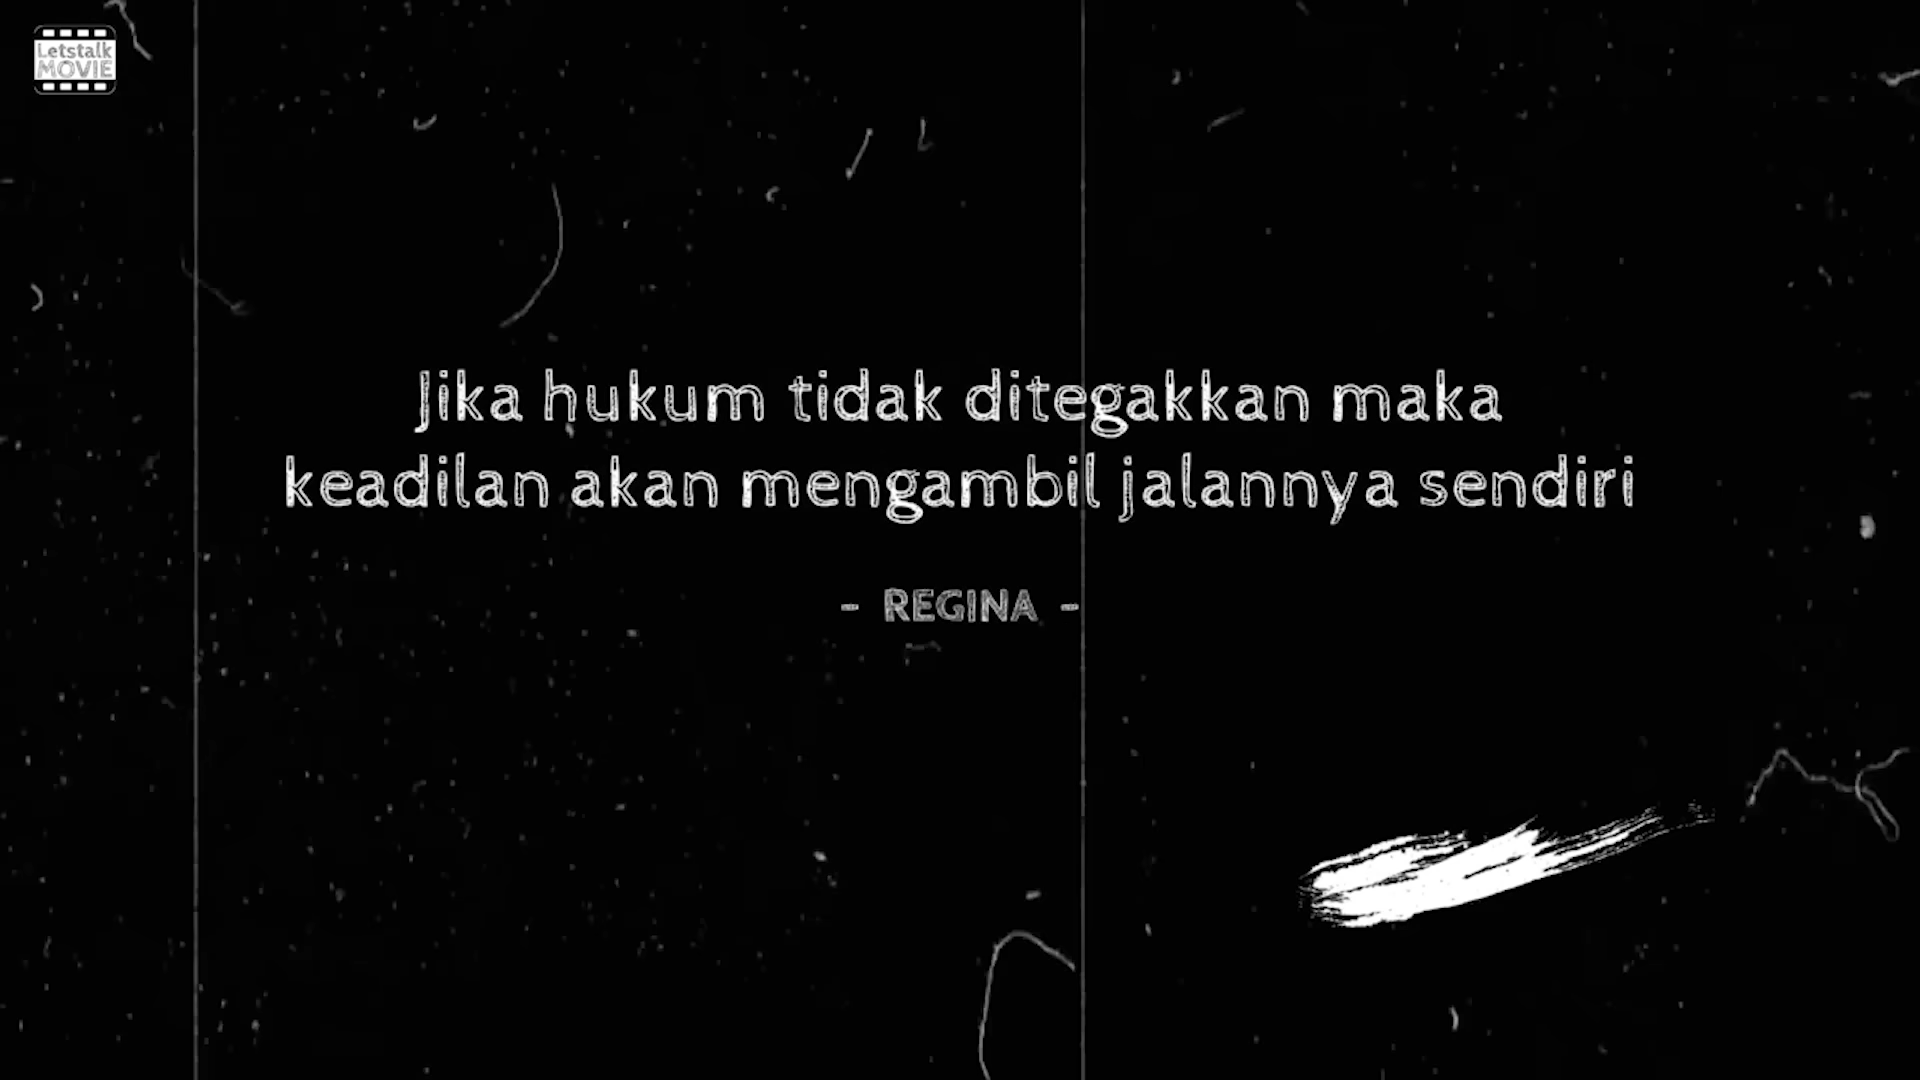 Letstalk
MOVIE
Jika hukum tidak ditegakkan maka
keadilan akan mengambil jalannya sendiri
- REGINA -